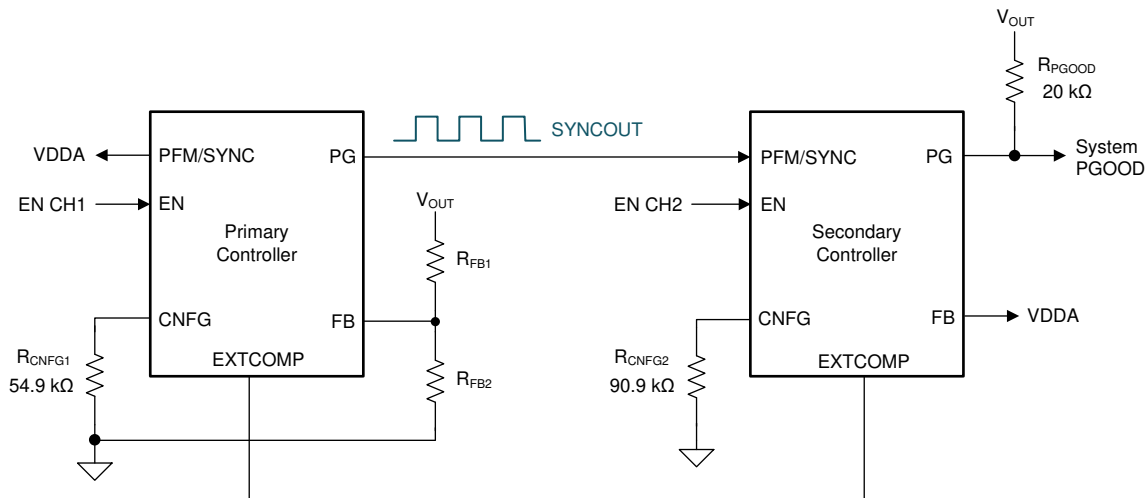 VOUT
RPGOOD
20 kΩ
SYNCOUT
VDDA
PFM/SYNC
PG
PFM/SYNC
PG
System
PGOOD
EN CH1
EN
VOUT
EN CH2
EN
Primary
Controller
RFB1
Secondary
Controller
CNFG
FB
CNFG
FB
VDDA
RCNFG1
54.9 kΩ
EXTCOMP
RFB2
RCNFG2
90.9 kΩ
EXTCOMP